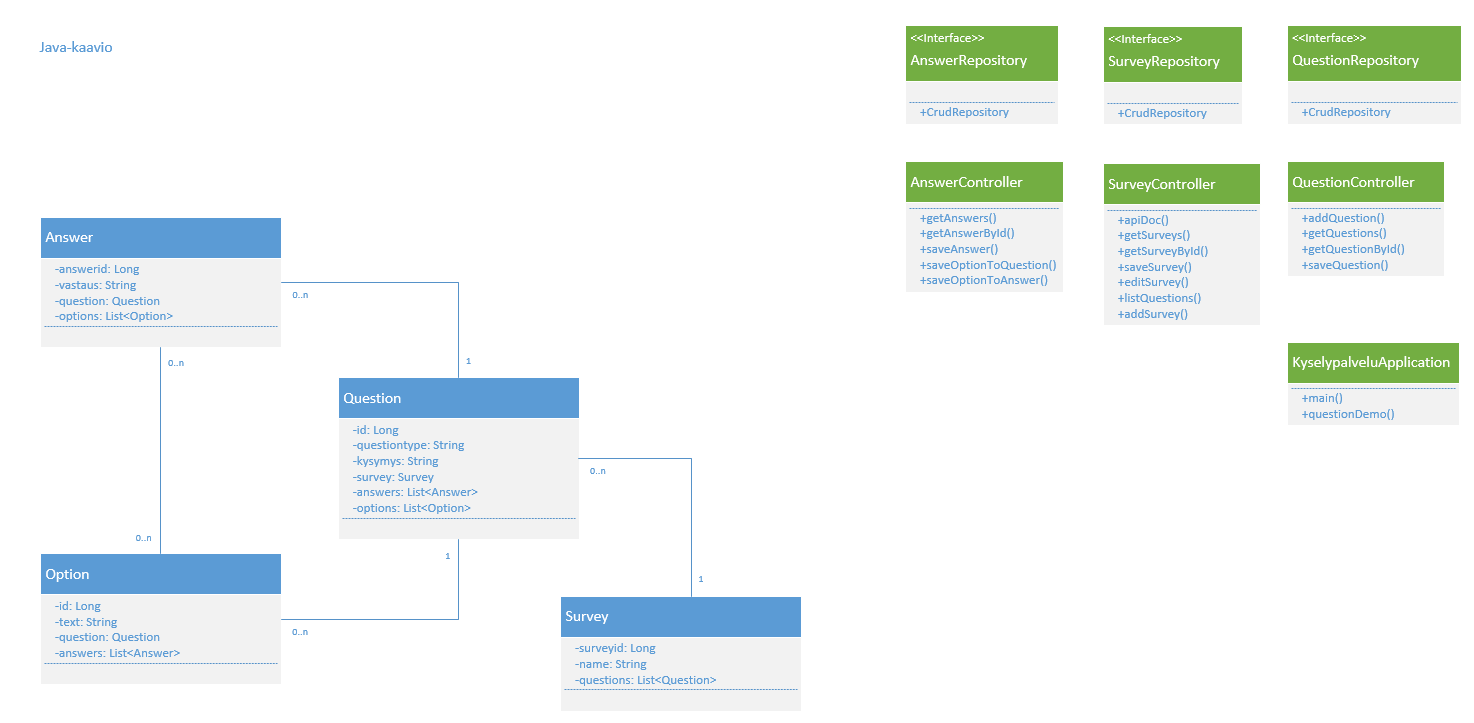 Java-kaavio
<<Interface>>
AnswerRepository
+CrudRepository
<<Interface>>
SurveyRepository
+CrudRepository
<<Interface>>
QuestionRepository
+CrudRepository
AnswerController
+getAnswers()
+getAnswerById()
+saveAnswer()
+saveOptionToQuestion()
+saveOptionToAnswer()
SurveyController
+apiDoc()
+getSurveys()
+getSurveyById()
+saveSurvey()
+editSurvey()
+listQuestions()
+addSurvey()
QuestionController
+addQuestion()
+getQuestions()
+getQuestionById()
+saveQuestion()
KyselypalveluApplication
+main()
+questionDemo()
Answer
-answerid: Long
-vastaus: String
-question: Question
-options: List<Option>
0..n
1
0..n
0..n
Question
-id: Long
-questiontype: String
-kysymys: String
-survey: Survey
-answers: List<Answer>
-options: List<Option>
0..n
1
1
0..n
Option
-id: Long
-text: String
-question: Question
-answers: List<Answer>
Survey
-surveyid: Long
-name: String
-questions: List<Question>